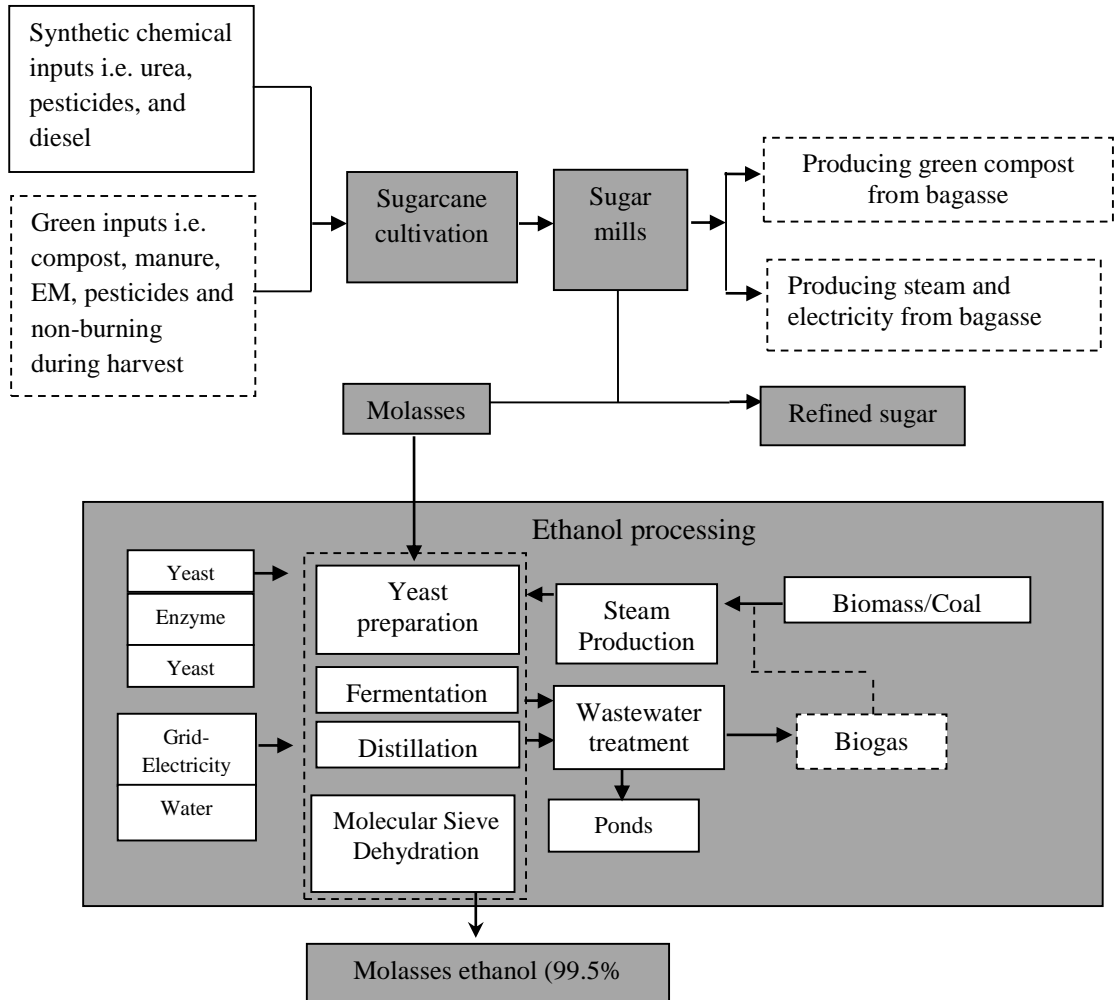 Synthetic chemical
inputs i.e. urea,
pesticides, and
diesel
Green inputs i.e.
compost, manure,
EM, pesticides and
non-burning
during harvest
Sugarcane
cultivation
Sugar
mills
Producing green compost
from bagasse
Producing steam and
electricity from bagasse
Molasses
Refined sugar
Ethanol processing
Yeast
Enzyme
Yeast
Grid-
Electricity
Water
Yeast
preparation
Fermentation
Distillation
Molecular Sieve
Dehydration
Steam
Production
Biomass/Coal
Wastewater
treatment
Biogas
Ponds
Molasses ethanol (99.5%